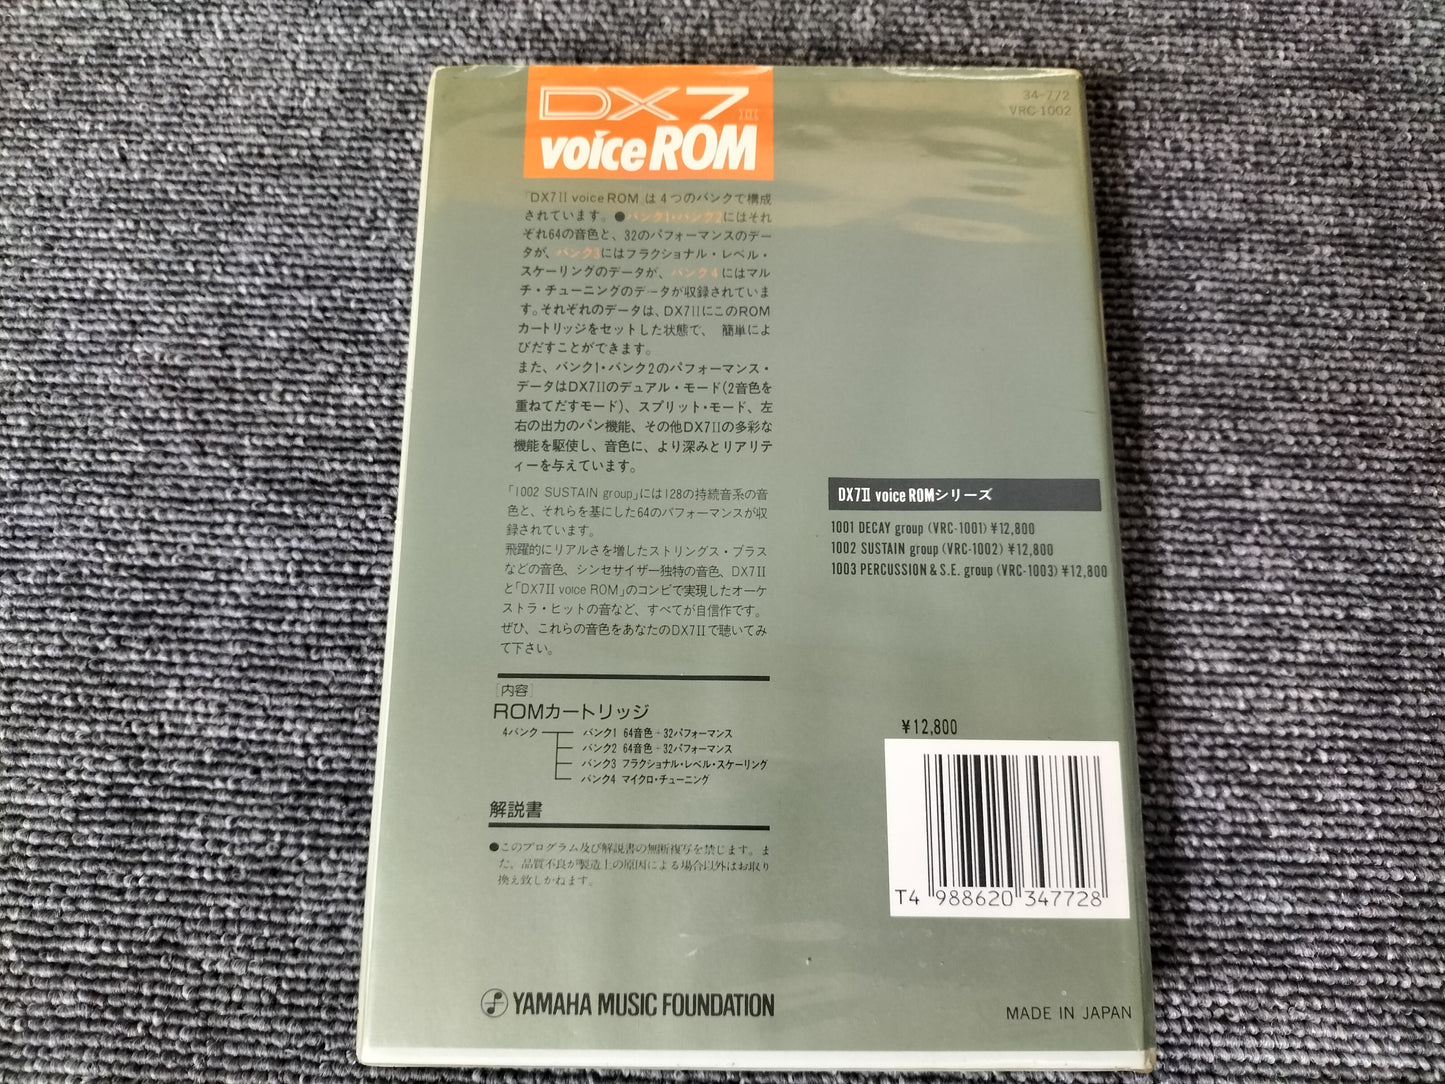 DX7II
voice ROM
34-772
VRC-1002
「DX7II voice ROM」は4つのバンクで構成
されています。●バンク1・バンク2にはそれ
ぞれ64の音色と、32のパフォーマンスのデー
タが、バンク3にはフラクショナル・レベル・
スケーリングのデータが、バンク4にはマル
チ・チューニングのデータが収録されていま
す。それぞれのデータは、DX7IIにこのROM
カートリッジをセットした状態で、簡単によ
びだすことができます。
また、バンク1・バンク2のパフォーマンス・
データはDX7IIのデュアル・モード(2音色を
重ねてだすモード)、スプリット・モード、左
右の出力のパン機能、その他DX7IIの多彩な
機能を駆使し、音色に、より深みとリアリテ
ィーを与えています。
「1002 SUSTAIN group」には128の持続音系の音
色と、それらを基にした64のパフォーマンスが収
録されています。
飛躍的にリアルさを増したストリングス・ブラス
などの音色、シンセサイザー独特の音色、DX7II
と「DX7II voice ROM」のコンビで実現したオーケ
ストラ・ヒットの音など、すべてが自信作です。
ぜひ、これらの音色をあなたのDX7IIで聴いてみ
て下さい。
DX7II voice ROMシリーズ
1001 DECAY group (VRC-1001) ¥12,800
1002 SUSTAIN group (VRC-1002) ¥12,800
1003 PERCUSSION & S.E. group (VRC-1003) ¥12,800
[内容]
ROMカートリッジ
4バンク バンク1 64音色+32パフォーマンス
バンク2 64音色+32パフォーマンス
バンク3 フラクショナル・レベル・スケーリング
バンク4 マイクロ・チューニング
解説書
●このプログラム及び解説書の無断複写を禁じます。ま
た。品質不良が製造上の原因による場合以外はお取り
換え致しかねます。
¥12,800
T4 988620 347728
YAMAHA MUSIC FOUNDATION
MADE IN JAPAN